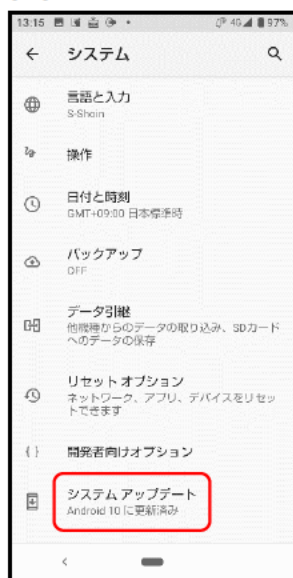 13:15 4G 97%
システム
言語と入力
S-Shoin
操作
日付と時刻
GMT+09:00 日本標準時
バックアップ
OFF
データ引継
他機種からのデータの取り込み、SDカード
へのデータの保存
リセット オプション
ネットワーク、アプリ、デバイスをリセッ
トできます
{ } 開発者向けオプション
システム アップデート
Android 10 に更新済み